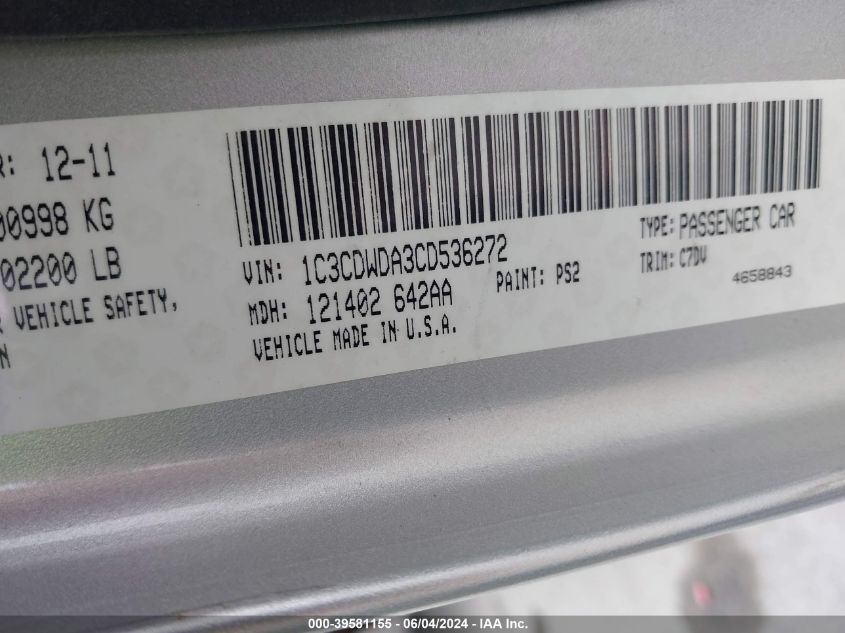 R: 12-11
00998 KG
02200 LB
VEHICLE SAFETY,
N
VIN: 1C3CDWDA3CD536272
TYPE: PASSENGER CAR
MDH: 121402 642AA
PAINT: PS2
TRIM: C7DV
VEHICLE MADE IN U.S.A.
4658843
000-39581155 - 06/04/2024 - IAA Inc.